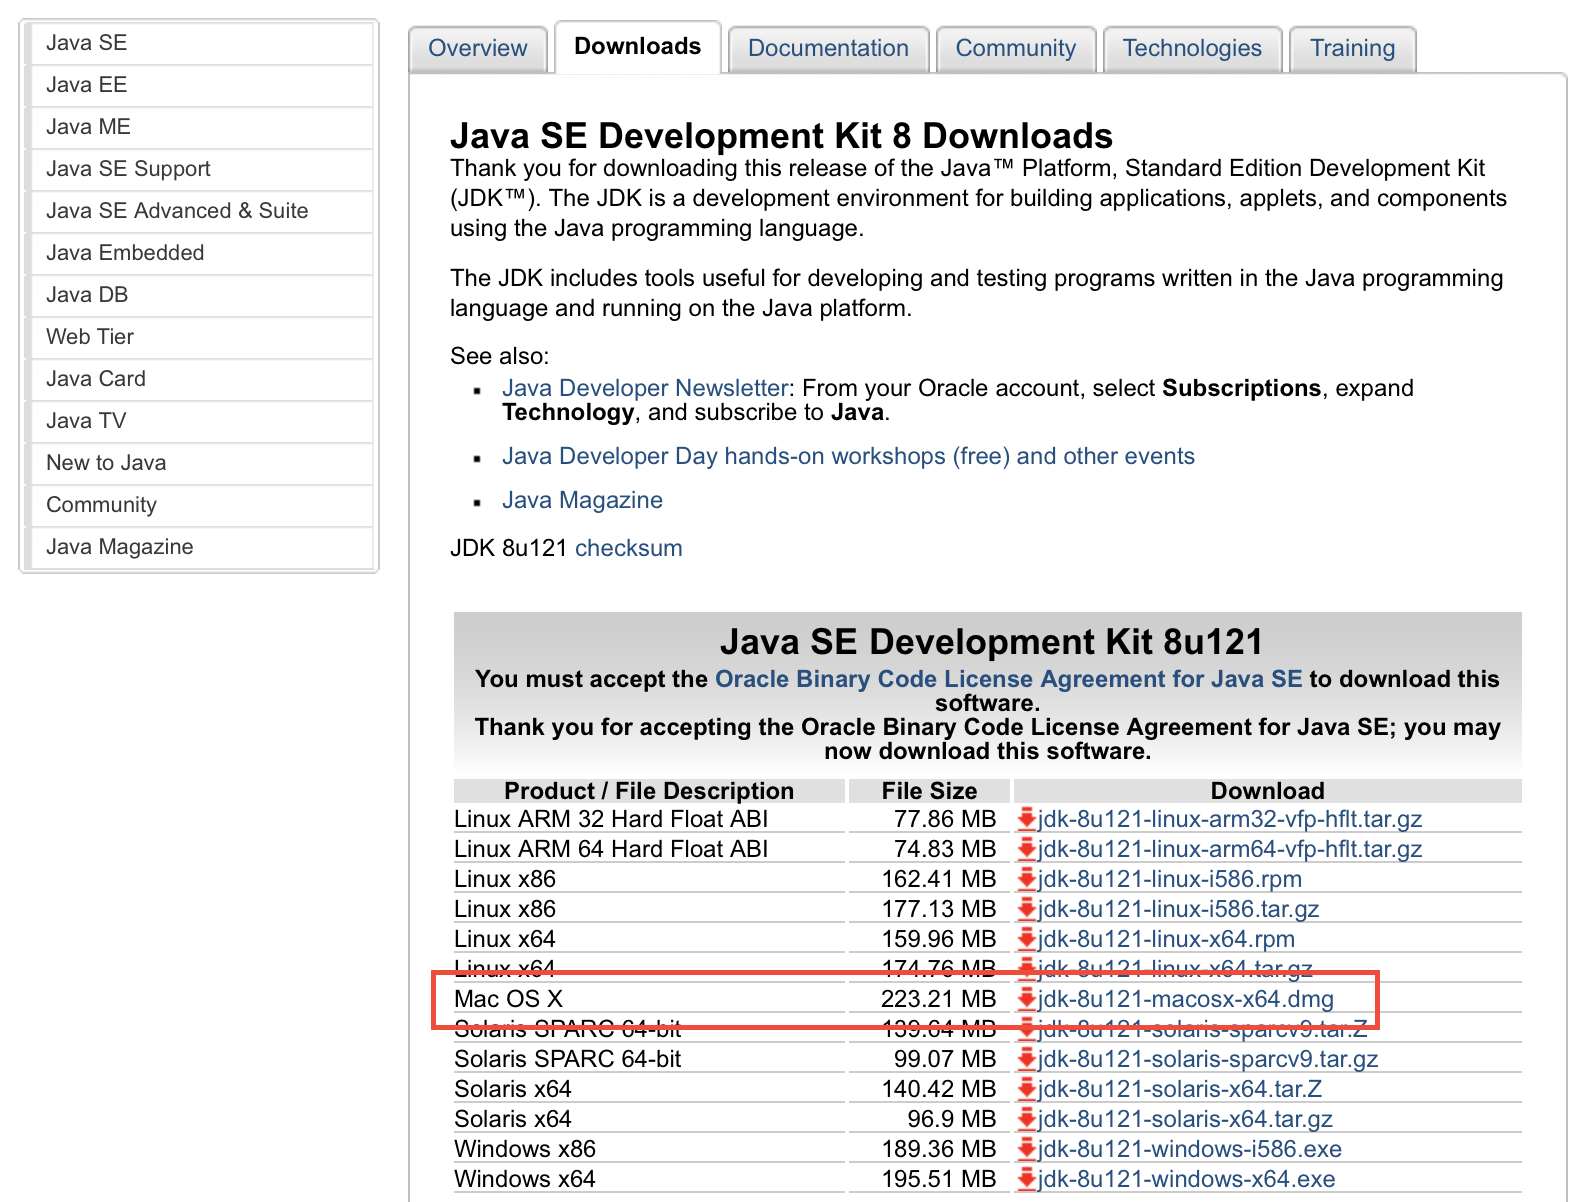 Java SE
Java EE
Java ME
Java SE Support
Java SE Advanced & Suite
Java Embedded
Java DB
Web Tier
Java Card
Java TV
New to Java
Community
Java Magazine
Overview Downloads Documentation Community Technologies Training
Java SE Development Kit 8 Downloads
Thank you for downloading this release of the Java™ Platform, Standard Edition Development Kit
(JDK™). The JDK is a development environment for building applications, applets, and components
using the Java programming language.
The JDK includes tools useful for developing and testing programs written in the Java programming
language and running on the Java platform.
See also:
Java Developer Newsletter: From your Oracle account, select Subscriptions, expand
Technology, and subscribe to Java.
Java Developer Day hands-on workshops (free) and other events
Java Magazine
JDK 8u121 checksum
Java SE Development Kit 8u121
You must accept the Oracle Binary Code License Agreement for Java SE to download this
software.
Thank you for accepting the Oracle Binary Code License Agreement for Java SE; you may
now download this software.
Product / File Description File Size Download
Linux ARM 32 Hard Float ABI 77.86 MB jdk-8u121-linux-arm32-vfp-hflt.tar.gz
Linux ARM 64 Hard Float ABI 74.83 MB jdk-8u121-linux-arm64-vfp-hflt.tar.gz
Linux x86 162.41 MB jdk-8u121-linux-i586.rpm
Linux x86 177.13 MB jdk-8u121-linux-i586.tar.gz
Linux x64 159.96 MB jdk-8u121-linux-x64.rpm
Linux x64 174.76 MB jdk-8u121-linux-x64.tar.gz
Mac OS X 223.21 MB jdk-8u121-macosx-x64.dmg
Solaris SPARC 64-bit 139.64 MB jdk-8u121-solaris-sparcv9.tar.Z
Solaris SPARC 64-bit 99.07 MB jdk-8u121-solaris-sparcv9.tar.gz
Solaris x64 140.42 MB jdk-8u121-solaris-x64.tar.Z
Solaris x64 96.9 MB jdk-8u121-solaris-x64.tar.gz
Windows x86 189.36 MB jdk-8u121-windows-i586.exe
Windows x64 195.51 MB jdk-8u121-windows-x64.exe